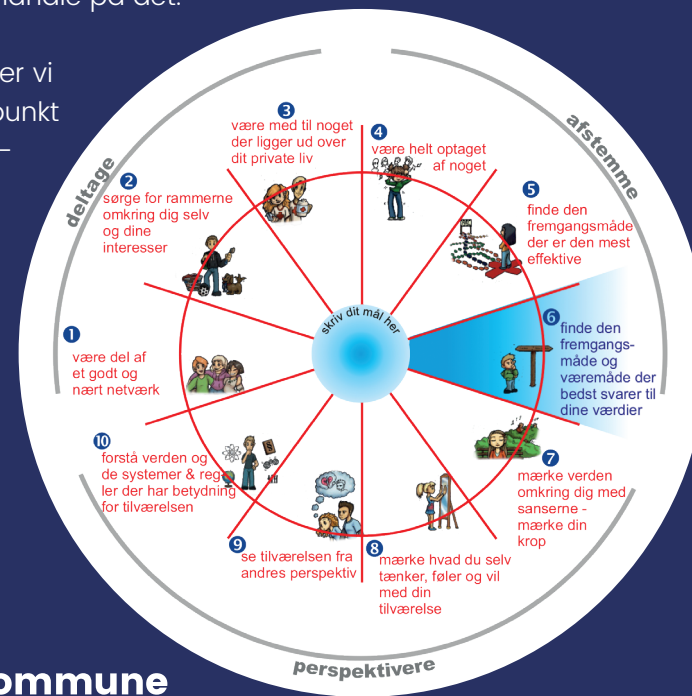 handle på det.
er vi
punkt
–
deltage
afstemme
perspektivere
skriv dit mål her
1
være del af
et godt og
nært netværk
2
sørge for rammerne
omkring dig selv
og dine
interesser
3
være med til noget
der ligger ud over
dit private liv
4
være helt optaget
af noget
5
finde den
fremgangsmåde
der er den mest
effektive
6
finde den
fremgangs-
måde og
væremåde der
bedst svarer til
dine værdier
7
mærke verden
omkring dig med
sanserne -
mærke din
krop
8
mærke hvad du selv
tænker, føler og vil
med din
tilværelse
9
se tilværelsen fra
andres perspektiv
10
forstå verden og
de systemer & reg-
ler der har betydning
for tilværelsen
ommune